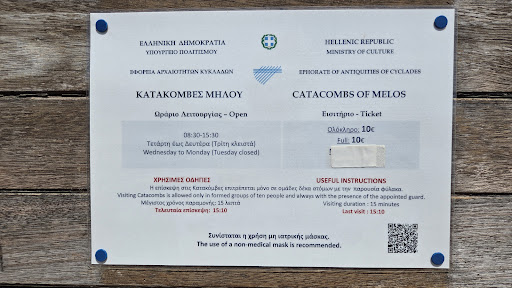 ΕΛΛΗΝΙΚΗ ΔΗΜΟΚΡΑΤΙΑ
ΥΠΟΥΡΓΕΙΟ ΠΟΛΙΤΙΣΜΟΥ
HELLENIC REPUBLIC
MINISTRY OF CULTURE
ΕΦΟΡΕΙΑ ΑΡΧΑΙΟΤΗΤΩΝ ΚΥΚΛΑΔΩΝ
EPHORATE OF ANTIQUITIES OF CYCLADES
ΚΑΤΑΚΟΜΒΕΣ ΜΗΛΟΥ
CATACOMBS OF MELOS
Ωράριο Λειτουργίας – Open
08:30-15:30
Τετάρτη έως Δευτέρα (Τρίτη κλειστά)
Wednesday to Monday (Tuesday closed)
Εισιτήριο - Ticket
Ολόκληρο: 10€
Full: 10€
ΧΡΗΣΙΜΕΣ ΟΔΗΓΙΕΣ
USEFUL INSTRUCTIONS
Η επίσκεψη στις Κατακόμβες επιτρέπεται μόνο σε ομάδες δέκα ατόμων με την παρουσία φύλακα.
Visiting Catacombs is allowed only in formed groups of ten people and always with the presence of the appointed guard.
Μέγιστος χρόνος παραμονής: 15 λεπτά
Visiting duration : 15 minutes
Τελευταία επίσκεψη: 15:10
Last visit : 15:10
Συνίσταται η χρήση μη ιατρικής μάσκας.
The use of a non-medical mask is recommended.